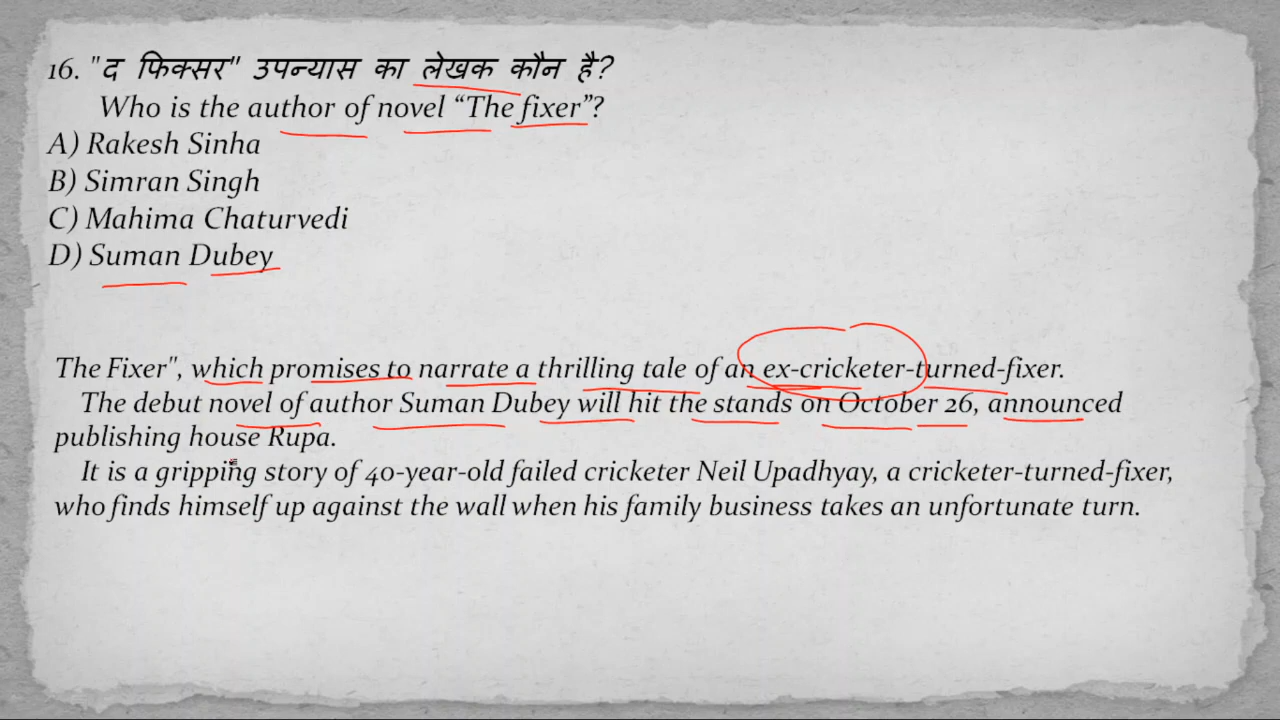 16. "द फिक्सर" उपन्यास का लेखक कौन है?
Who is the author of novel “The fixer”?
A) Rakesh Sinha
B) Simran Singh
C) Mahima Chaturvedi
D) Suman Dubey
The Fixer", which promises to narrate a thrilling tale of an ex-cricketer-turned-fixer.
The debut novel of author Suman Dubey will hit the stands on October 26, announced
publishing house Rupa.
It is a gripping story of 40-year-old failed cricketer Neil Upadhyay, a cricketer-turned-fixer,
who finds himself up against the wall when his family business takes an unfortunate turn.